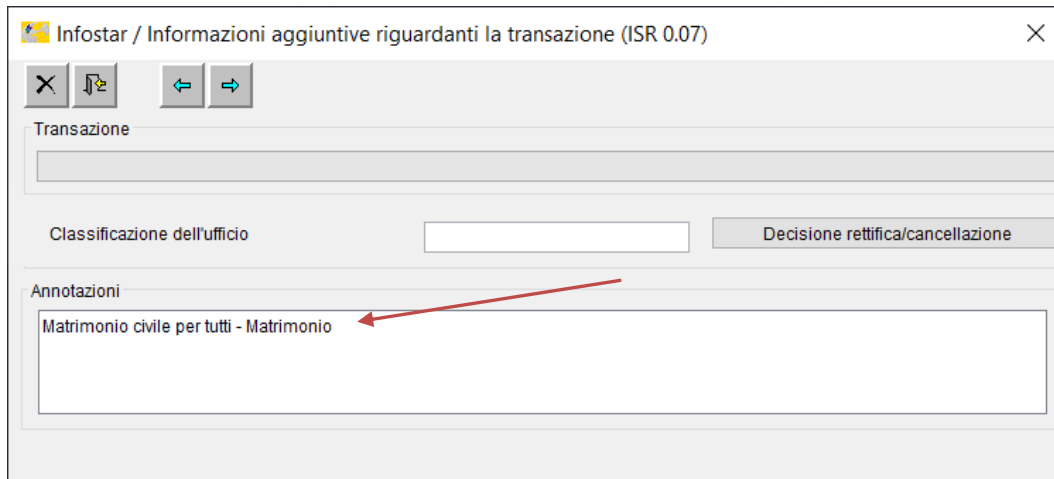 Infostar / Informazioni aggiuntive riguardanti la transazione (ISR 0.07)
Transazione
Classificazione dell'ufficio
Decisione rettifica/cancellazione
Annotazioni
Matrimonio civile per tutti - Matrimonio